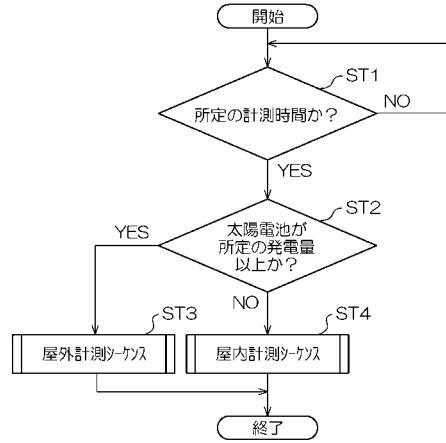 開始
ST1
所定の計測時間か？
NO
YES
ST2
太陽電池が
所定の発電量
以上か？
YES
NO
ST3
屋外計測ｼｰｹﾝｽ
ST4
屋内計測ｼｰｹﾝｽ
終了